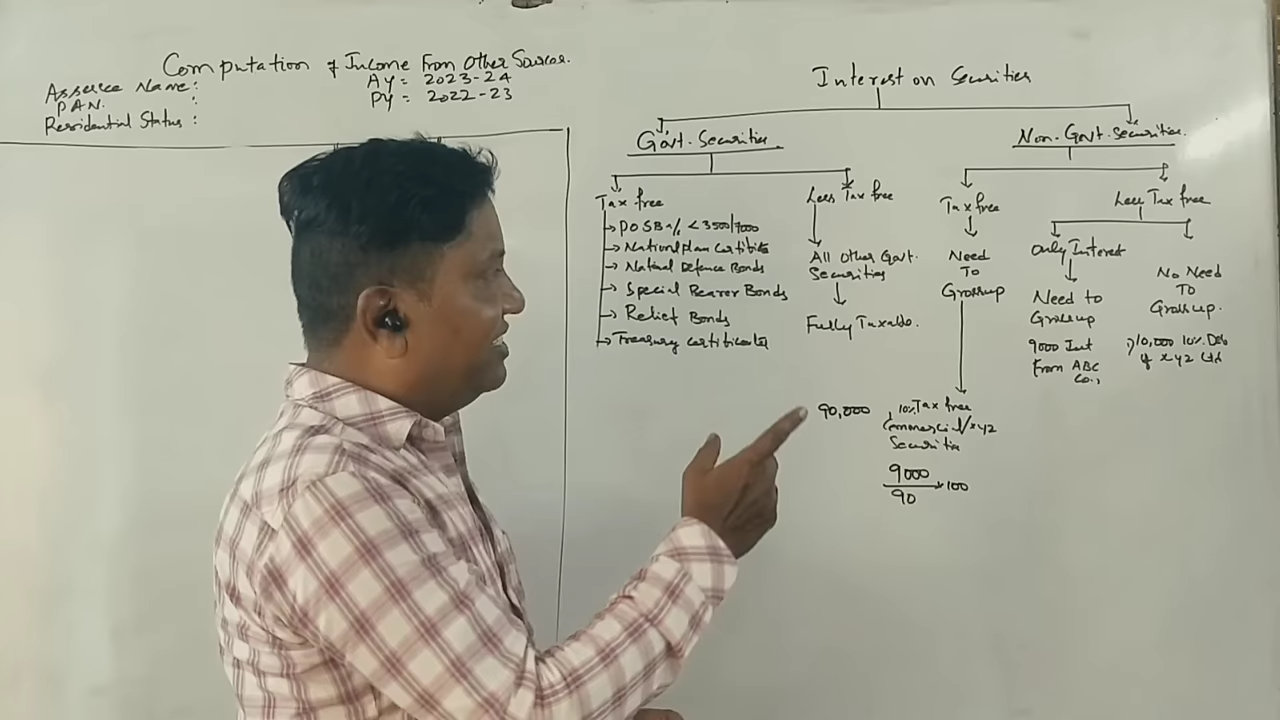 Computation of Income From Other Sources.
Assessee Name :
AY = 2023-24
PAN. :
PY = 2022-23
Residential Status :
Interest on Securities
Govt. Securities
Non-Govt. Securities.
Tax free
→ POSB a/c < 3500/7000
→ National plan Certificates
→ National Defence Bonds
→ Special Bearer Bonds
→ Relief Bonds
→ Treasury Certificates
Less Tax free
All Other Govt.
Securities
Fully Taxable.
Tax free
Need
To
Grossup
90,000, 10% Tax free
Commercial/xyz
Securities
9000
90 × 100
Less Tax free
Only Interest
Need to
Grossup
9000 Int
From ABC
Co.,
No Need
To
Grossup.
10,000 10% Deb
of xyz Ltd